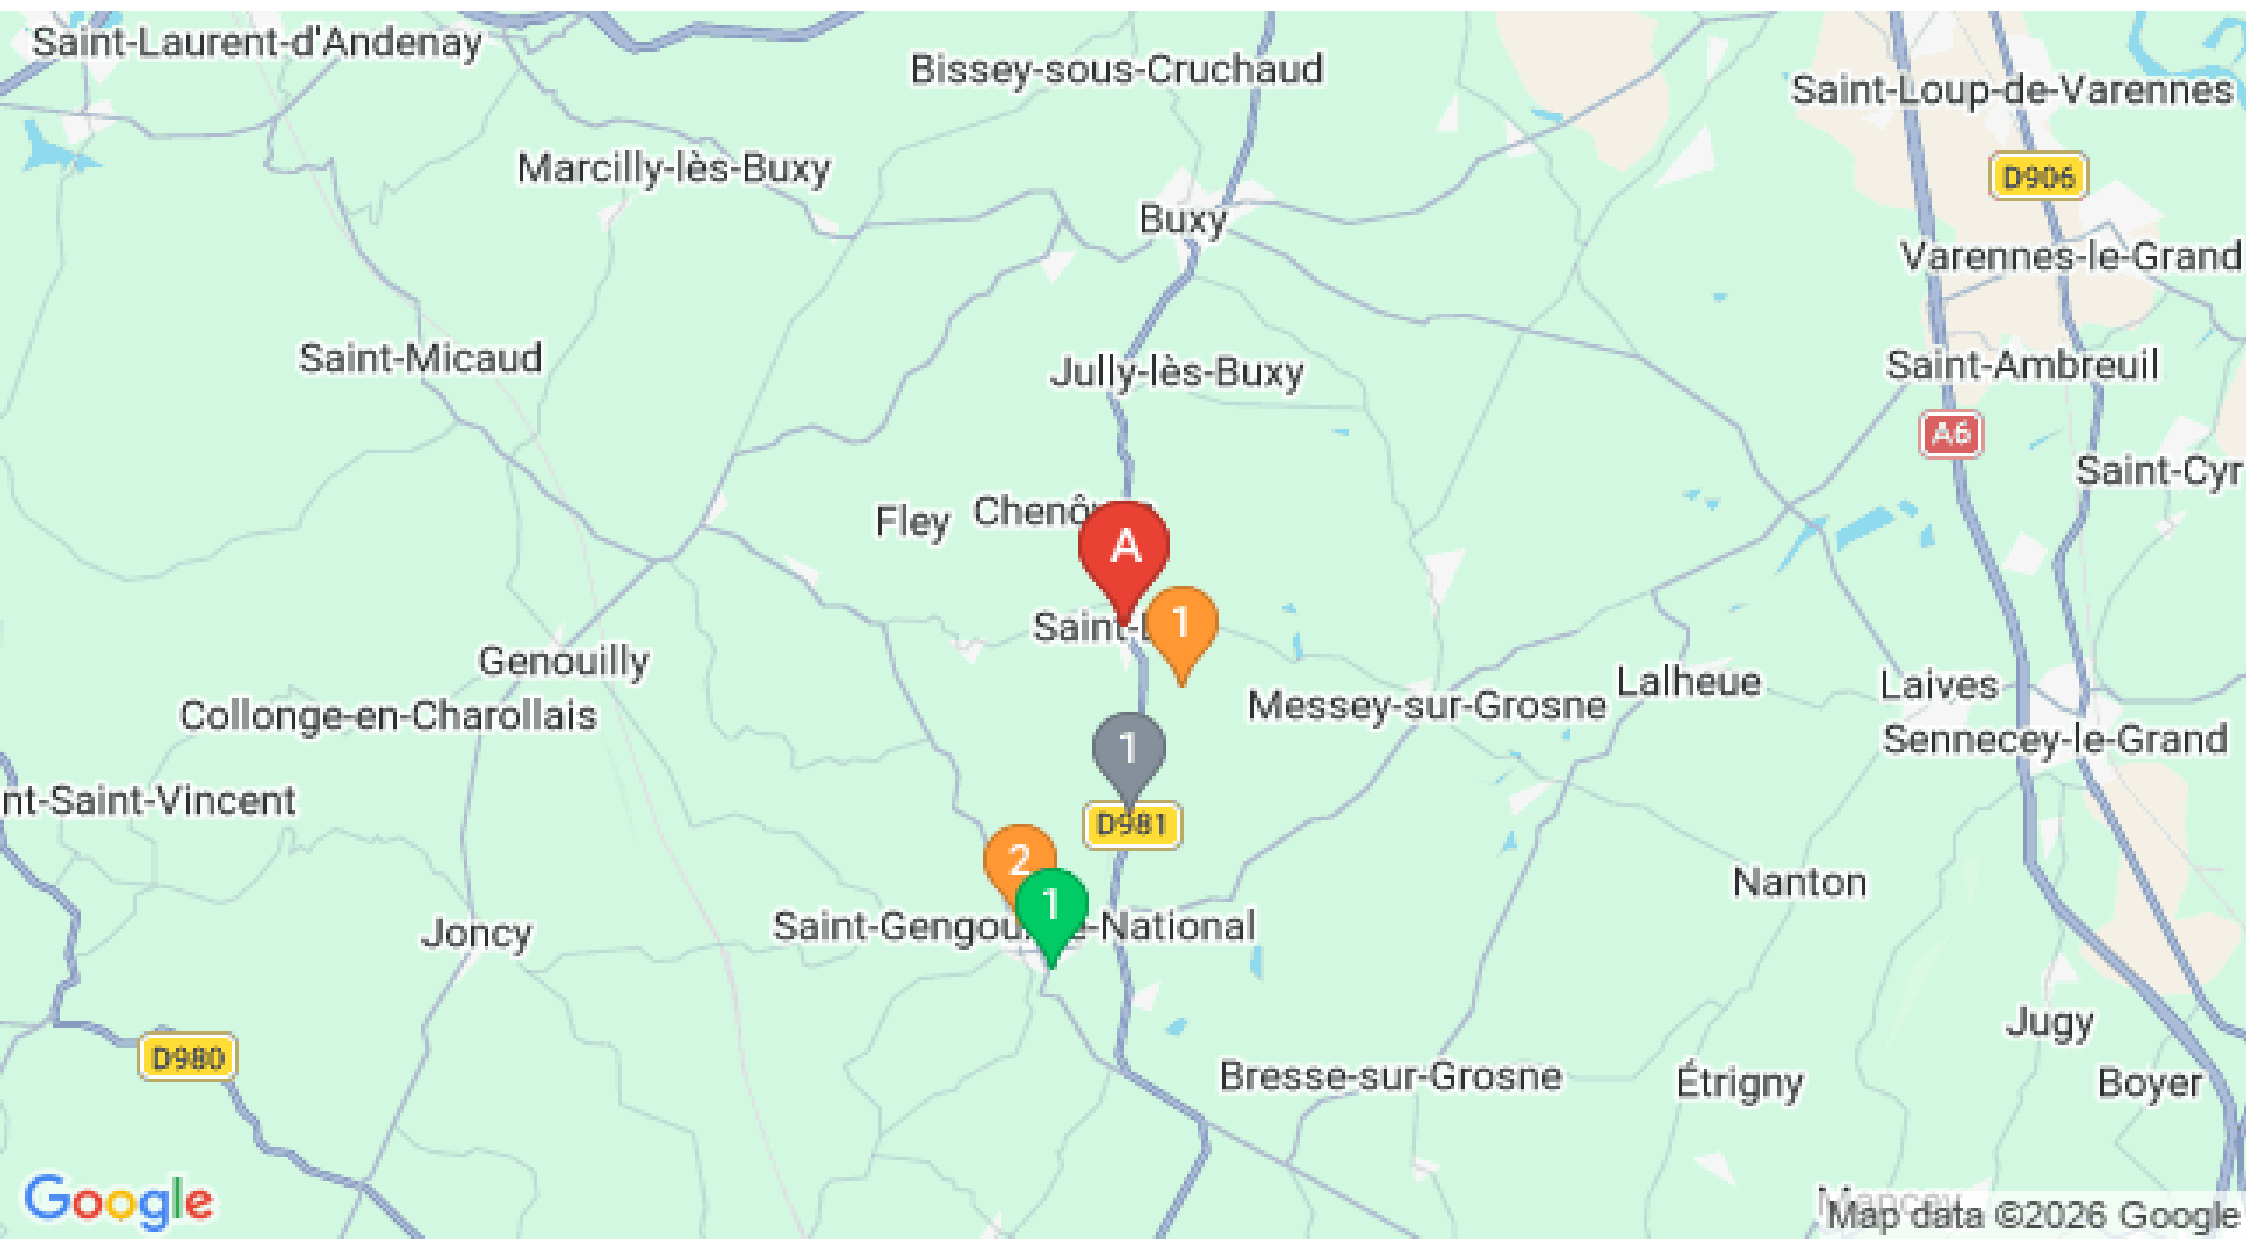 Saint-Laurent-d'Andenay
Bissey-sous-Cruchaud
Saint-Loup-de-Varennes
Marcilly-lès-Buxy
D906
Buxy
Varennes-le-Grand
Saint-Micaud
Jully-lès-Buxy
Saint-Ambreuil
A6
Saint-Cyr
Fley
A
1
Genouilly
Lalheue
Laives
Messey-sur-Grosne
Collonge-en-Charollais
Sennecey-le-Grand
1
nt-Saint-Vincent
D981
2
Nanton
1
Joncy
Jugy
D980
Bresse-sur-Grosne
Étrigny
Boyer
Google
Map data ©2026 Google